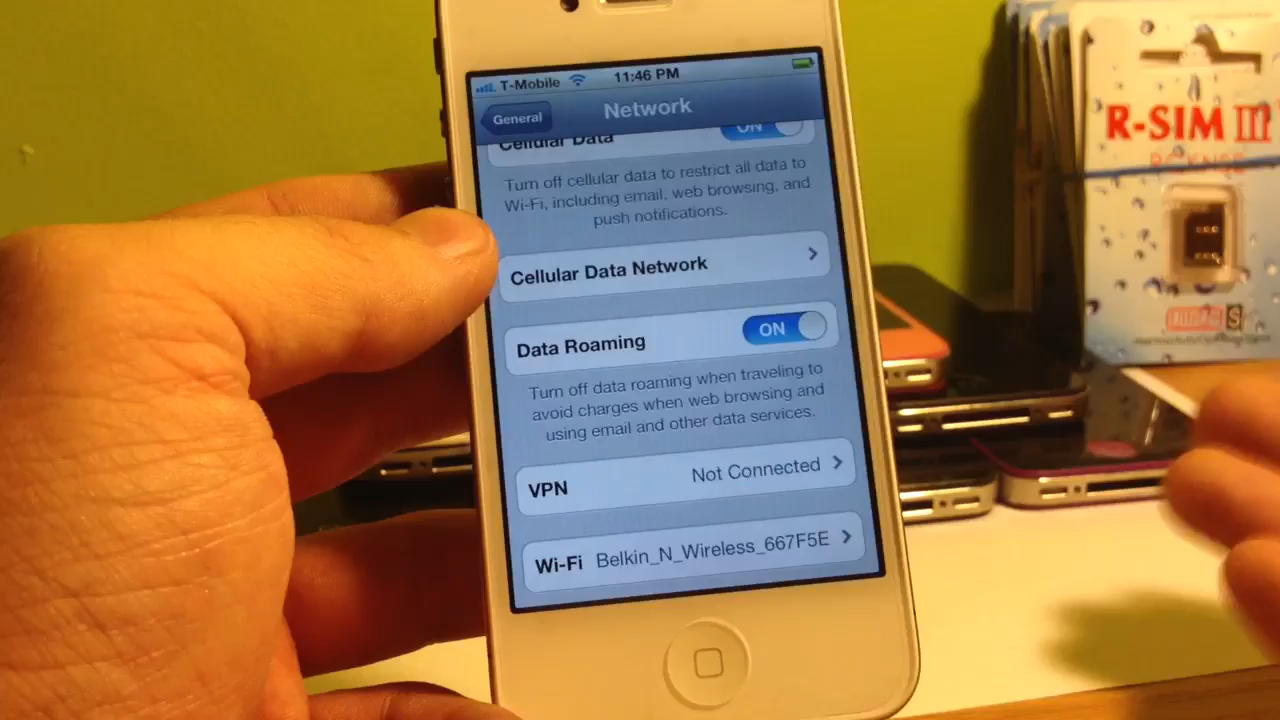 T-Mobile 11:46 PM
General Network
Cellular Data ON
Turn off cellular data to restrict all data to
Wi-Fi, including email, web browsing, and
push notifications.
Cellular Data Network
Data Roaming ON
Turn off data roaming when traveling to
avoid charges when web browsing and
using email and other data services.
VPN Not Connected
Wi-Fi Belkin_N_Wireless_667F5E
R-SIM III